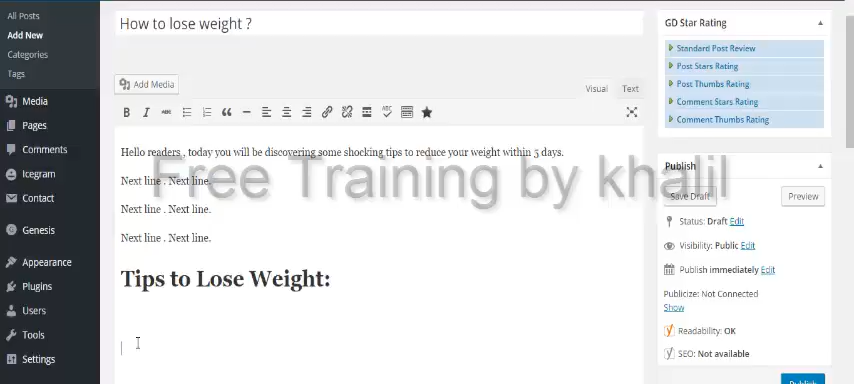 All Posts
Add New
Categories
Tags
Media
Pages
Comments
Icegram
Contact
Genesis
Appearance
Plugins
Users
Tools
Settings
How to lose weight ?
Add Media
Visual
Text
B I ABC
ABC
Hello readers , today you will be discovering some shocking tips to reduce your weight within 5 days.
Next line . Next line.
Next line . Next line.
Next line . Next line.
Tips to Lose Weight:
Free Training by khalil
GD Star Rating
Standard Post Review
Post Stars Rating
Post Thumbs Rating
Comment Stars Rating
Comment Thumbs Rating
Publish
Save Draft
Preview
Status: Draft Edit
Visibility: Public Edit
Publish immediately Edit
Publicize: Not Connected
Show
Readability: OK
SEO: Not available
Publish